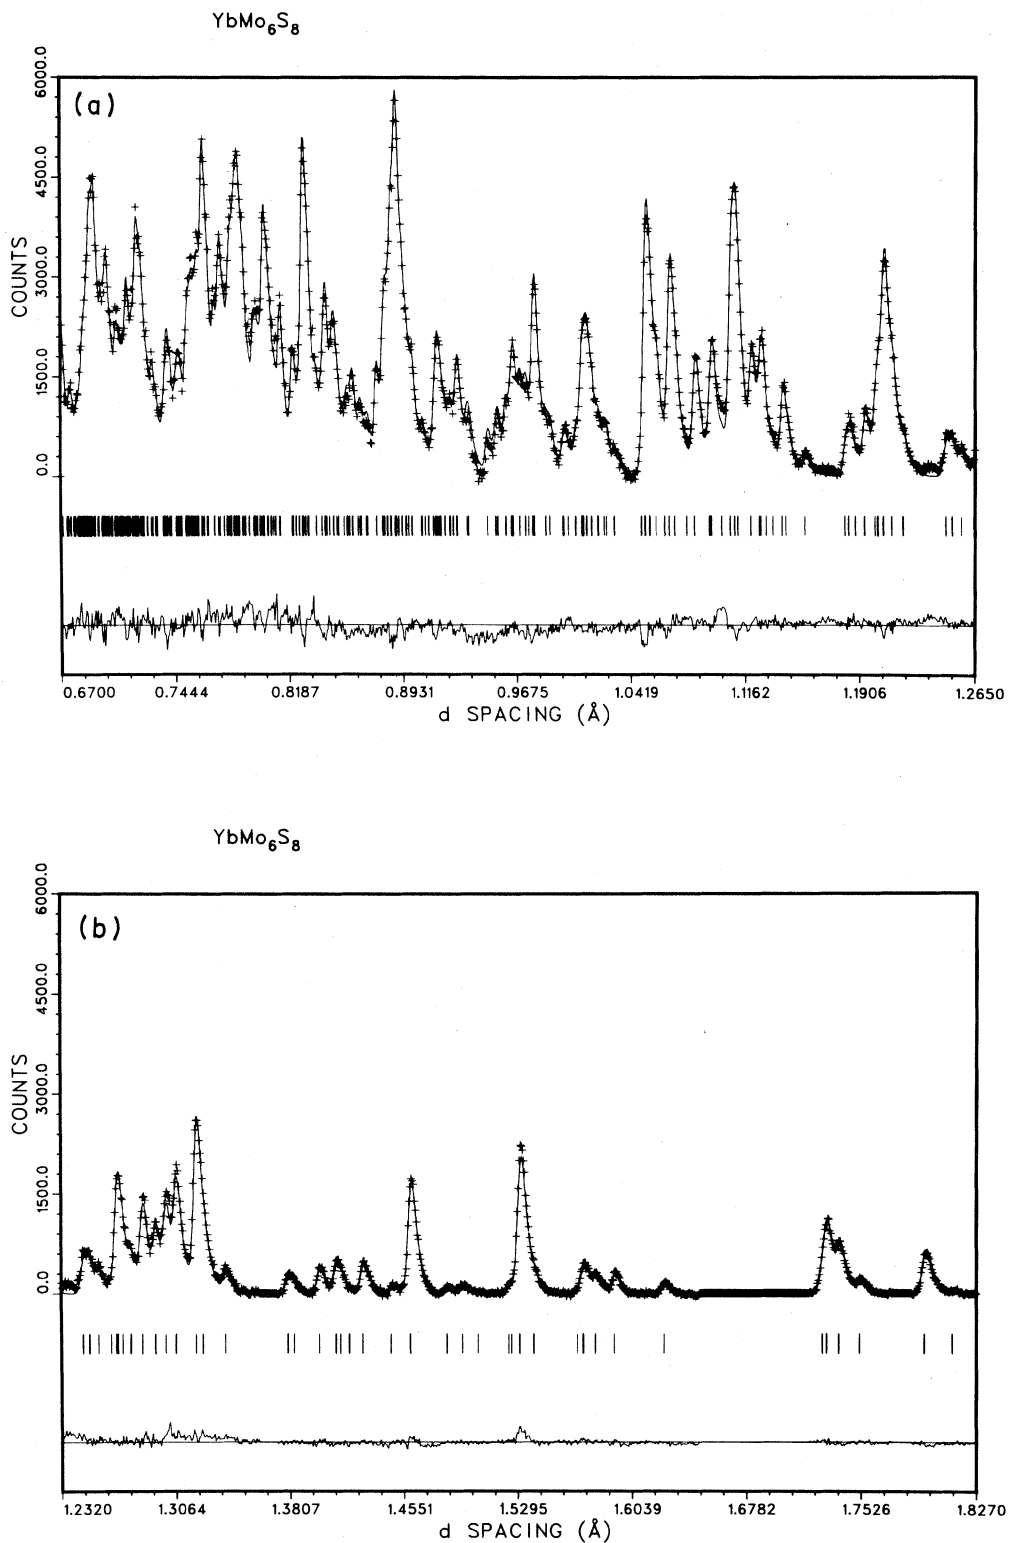 YbMo6S8
(a)
6000.0
4500.0
3000.0
1500.0
0.0
COUNTS
0.6700 0.7444 0.8187 0.8931 0.9675 1.0419 1.1162 1.1906 1.2650
d SPACING (Å)
YbMo6S8
(b)
6000.0
4500.0
3000.0
1500.0
0.0
COUNTS
1.2320 1.3064 1.3807 1.4551 1.5295 1.6039 1.6782 1.7526 1.8270
d SPACING (Å)